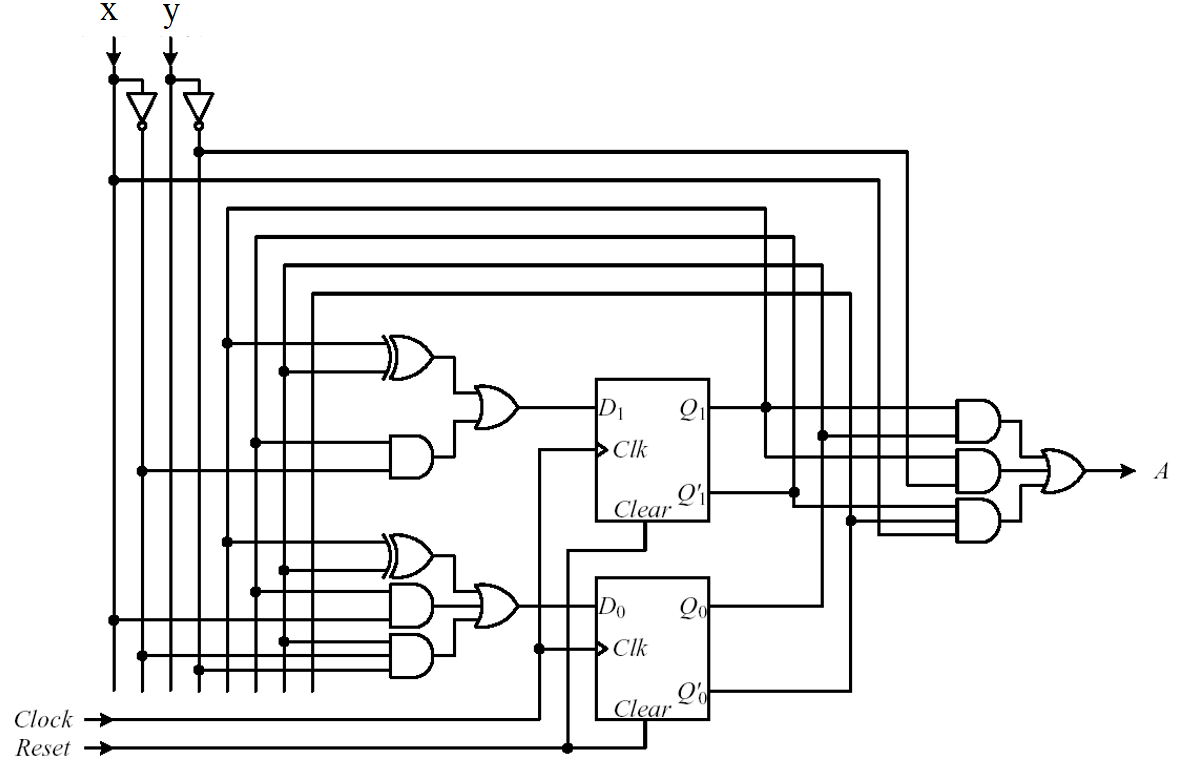 x y
D₁ Q₁
Clk
Q'₁
Clear
A
D₀ Q₀
Clk
Q'₀
Clear
Clock
Reset